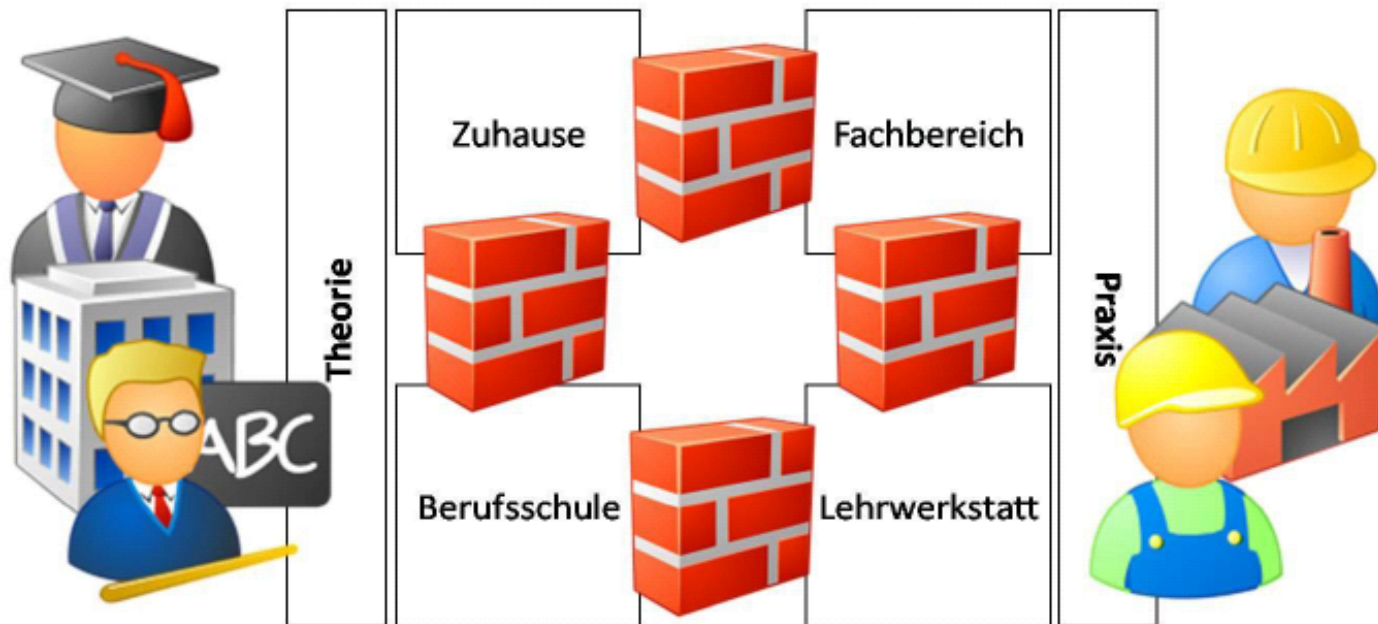 Zuhause
Fachbereich
Theorie
Praxis
ABC
Berufsschule
Lehrwerkstatt